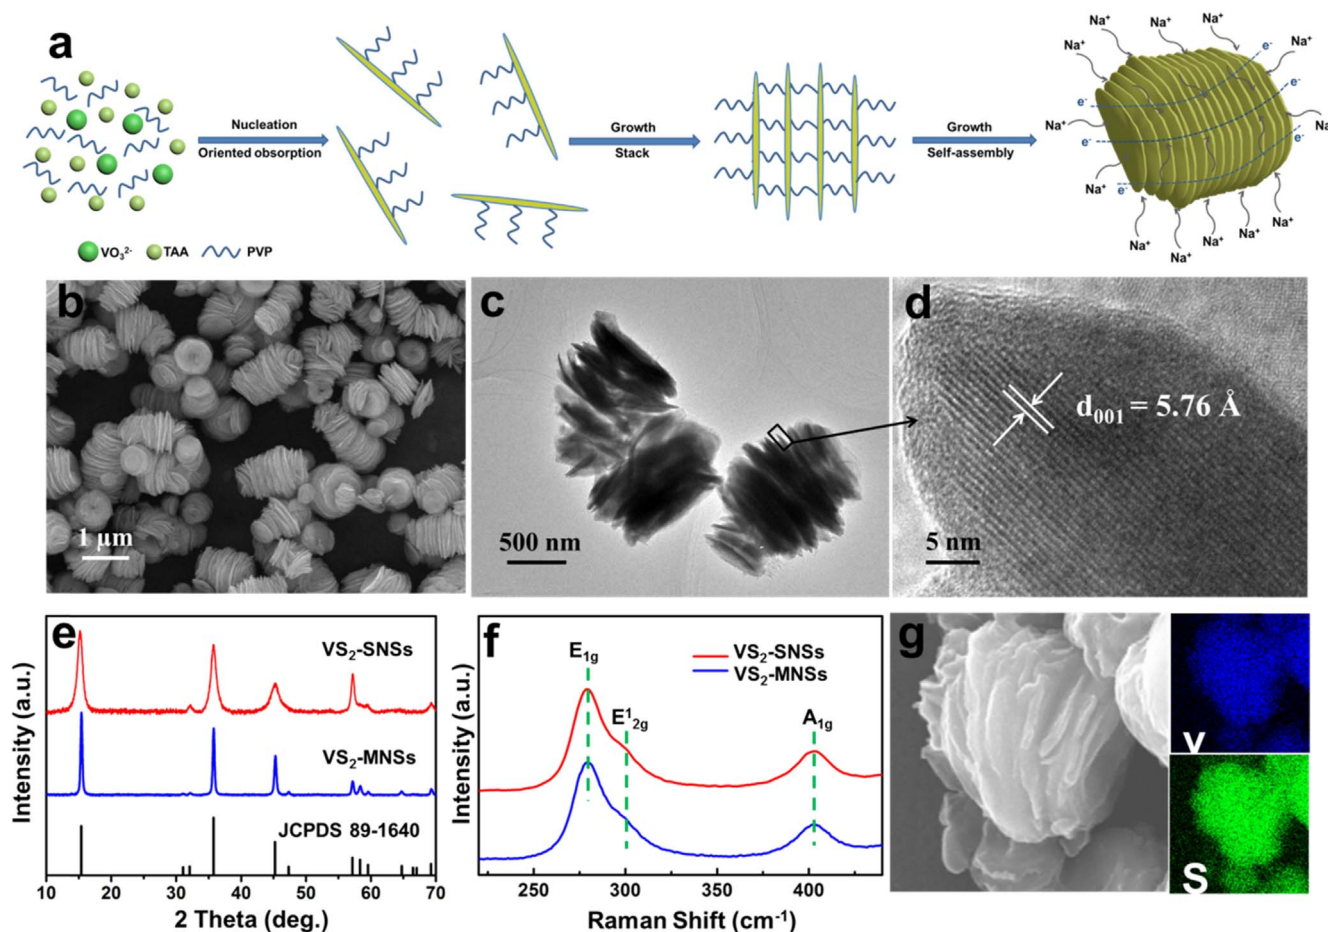 a
Nucleation
Oriented obsorption
Growth
Stack
Growth
Self-assembly
Na⁺ Na⁺ Na⁺ Na⁺
Na⁺
Na⁺
Na⁺
Na⁺
Na⁺
Na⁺
Na⁺
Na⁺ Na⁺ Na⁺ Na⁺
e⁻
e⁻
e⁻
e⁻
e⁻
e⁻
VO₃²⁻ TAA PVP
b
1 µm
c
500 nm
d
d₀₀₁ = 5.76 Å
5 nm
e
VS₂-SNSs
VS₂-MNSs
JCPDS 89-1640
Intensity (a.u.)
10 20 30 40 50 60 70
2 Theta (deg.)
f
E₁g
E¹₂g
A₁g
VS₂-SNSs
VS₂-MNSs
Intensity (a.u.)
250 300 350 400
Raman Shift (cm⁻¹)
g
V
S